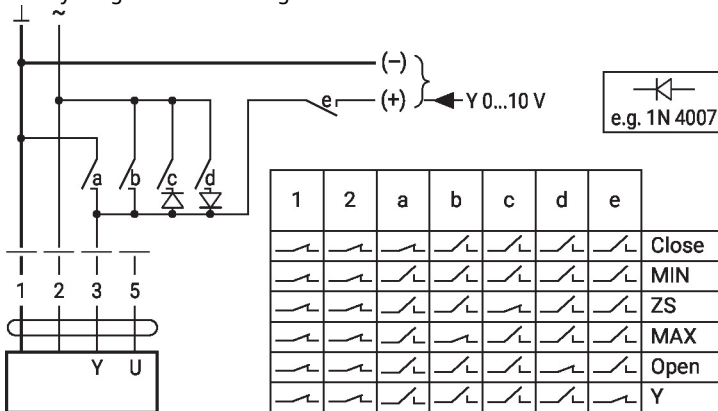 ⊥ ~
(–)
e (+) Y 0...10 V
e.g. 1N 4007
a b c d
1 2 a b c d e
Close
MIN
ZS
MAX
Open
Y
1 2 3 5
Y U